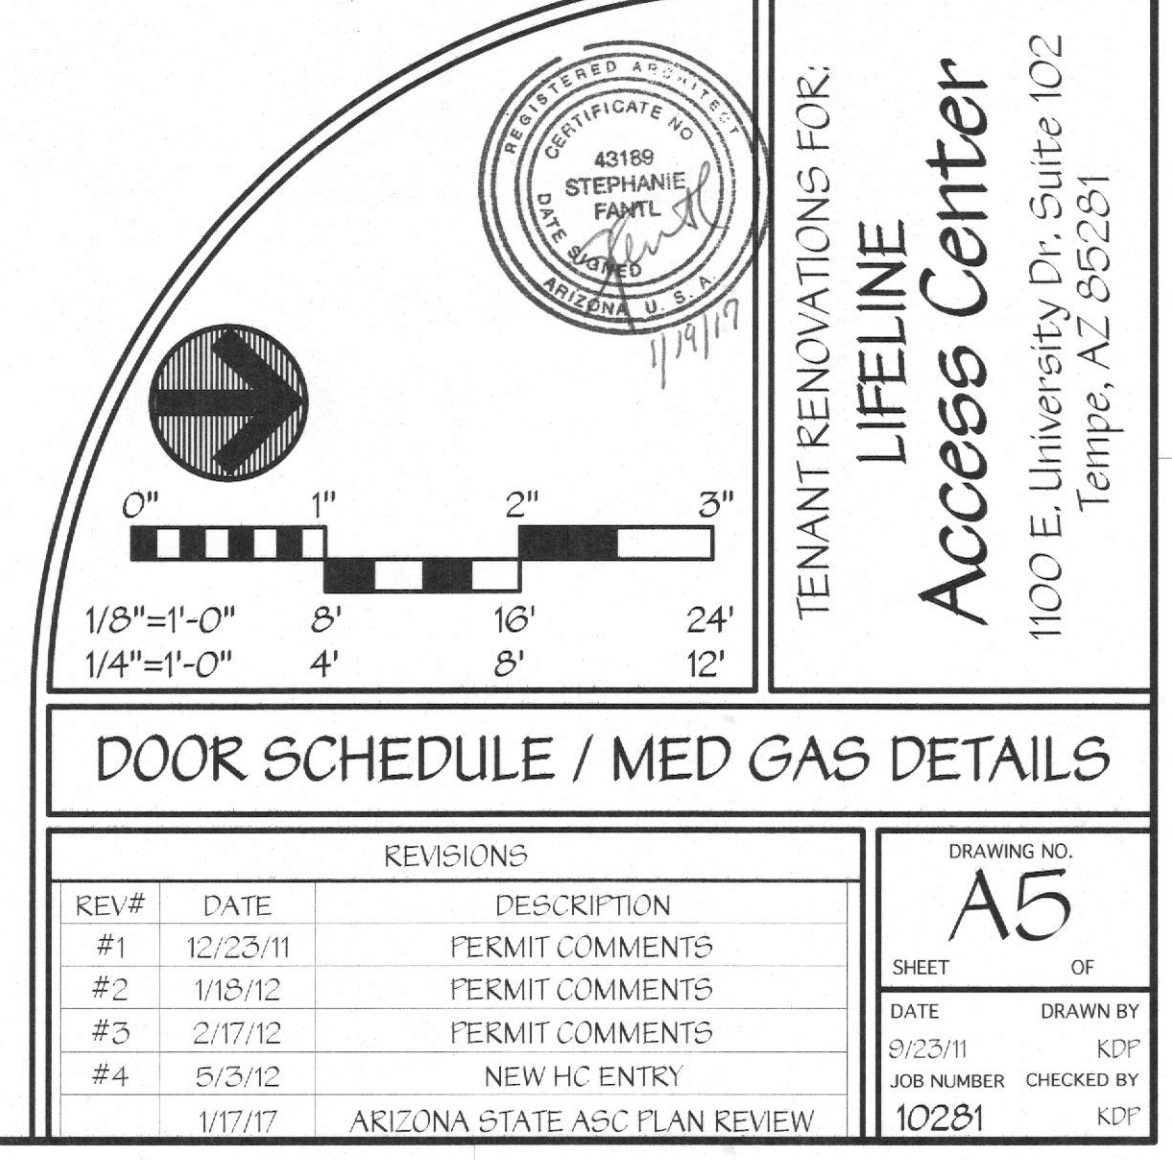 REGISTERED ARCHITECT
CERTIFICATE NO
43189
STEPHANIE
FANTL
DATE SIGNED
ARIZONA U. S. A.
1/19/17
TENANT RENOVATIONS FOR:
LIFELINE
Access Center
1100 E. University Dr. Suite 102
Tempe, AZ 85281
0" 1" 2" 3"
1/8"=1'-0" 8' 16' 24'
1/4"=1'-0" 4' 8' 12'
DOOR SCHEDULE / MED GAS DETAILS
REVISIONS
REV# DATE DESCRIPTION
#1 12/23/11 PERMIT COMMENTS
#2 1/18/12 PERMIT COMMENTS
#3 2/17/12 PERMIT COMMENTS
#4 5/3/12 NEW HC ENTRY
1/17/17 ARIZONA STATE ASC PLAN REVIEW
DRAWING NO.
A5
SHEET OF
DATE DRAWN BY
9/23/11 KDP
JOB NUMBER CHECKED BY
10281 KDP